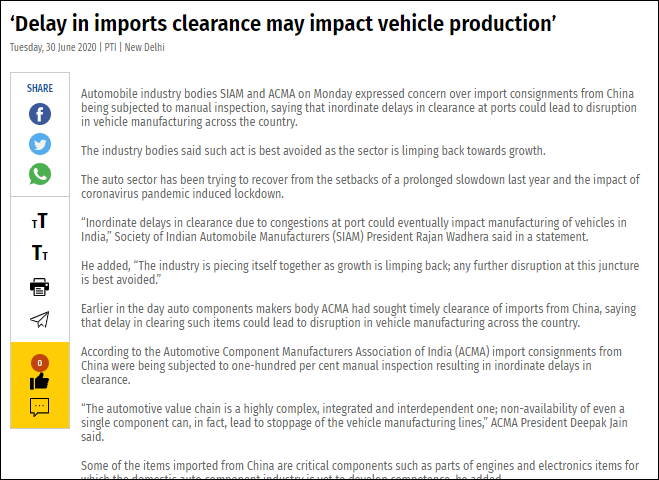 ‘Delay in imports clearance may impact vehicle production’
Tuesday, 30 June 2020 | PTI | New Delhi
SHARE
Automobile industry bodies SIAM and ACMA on Monday expressed concern over import consignments from China
being subjected to manual inspection, saying that inordinate delays in clearance at ports could lead to disruption
in vehicle manufacturing across the country.
The industry bodies said such act is best avoided as the sector is limping back towards growth.
The auto sector has been trying to recover from the setbacks of a prolonged slowdown last year and the impact of
coronavirus pandemic induced lockdown.
“Inordinate delays in clearance due to congestions at port could eventually impact manufacturing of vehicles in
India,” Society of Indian Automobile Manufacturers (SIAM) President Rajan Wadhera said in a statement.
TT
He added, “The industry is piecing itself together as growth is limping back; any further disruption at this juncture
is best avoided.”
TT
Earlier in the day auto components makers body ACMA had sought timely clearance of imports from China, saying
that delay in clearing such items could lead to disruption in vehicle manufacturing across the country.
According to the Automotive Component Manufacturers Association of India (ACMA) import consignments from
China were being subjected to one-hundred per cent manual inspection resulting in inordinate delays in
clearance.
0
“The automotive value chain is a highly complex, integrated and interdependent one; non-availability of even a
single component can, in fact, lead to stoppage of the vehicle manufacturing lines,” ACMA President Deepak Jain
said.
Some of the items imported from China are critical components such as parts of engines and electronics items for
which the domestic auto component industry is yet to develop competence, he added.